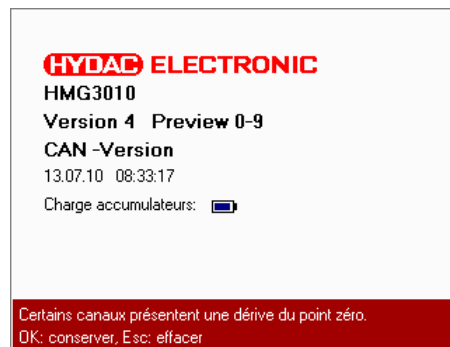 HYDAC ELECTRONIC
HMG3010
Version 4 Preview 0-9
CAN -Version
13.07.10 08:33:17
Charge accumulateurs:
Certains canaux présentent une dérive du point zéro.
OK: conserver, Esc: effacer